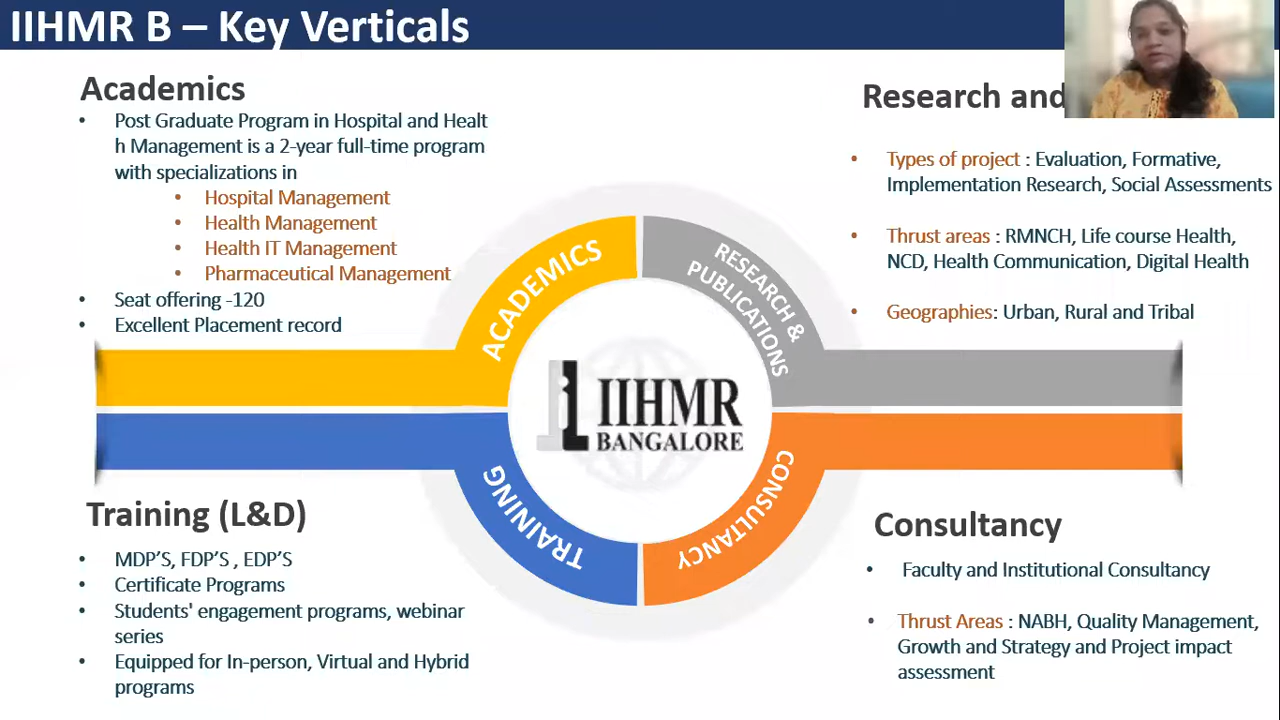 IIHMR B – Key Verticals
Academics
• Post Graduate Program in Hospital and Healt
h Management is a 2-year full-time program
with specializations in
• Hospital Management
• Health Management
• Health IT Management
• Pharmaceutical Management
• Seat offering -120
• Excellent Placement record
Research and
• Types of project : Evaluation, Formative,
Implementation Research, Social Assessments
• Thrust areas : RMNCH, Life course Health,
NCD, Health Communication, Digital Health
• Geographies: Urban, Rural and Tribal
ACADEMICS
RESEARCH &
PUBLICATIONS
IIHMR
BANGALORE
TRAINING
CONSULTANCY
Training (L&D)
• MDP’S, FDP’S , EDP’S
• Certificate Programs
• Students' engagement programs, webinar
series
• Equipped for In-person, Virtual and Hybrid
programs
Consultancy
• Faculty and Institutional Consultancy
• Thrust Areas : NABH, Quality Management,
Growth and Strategy and Project impact
assessment